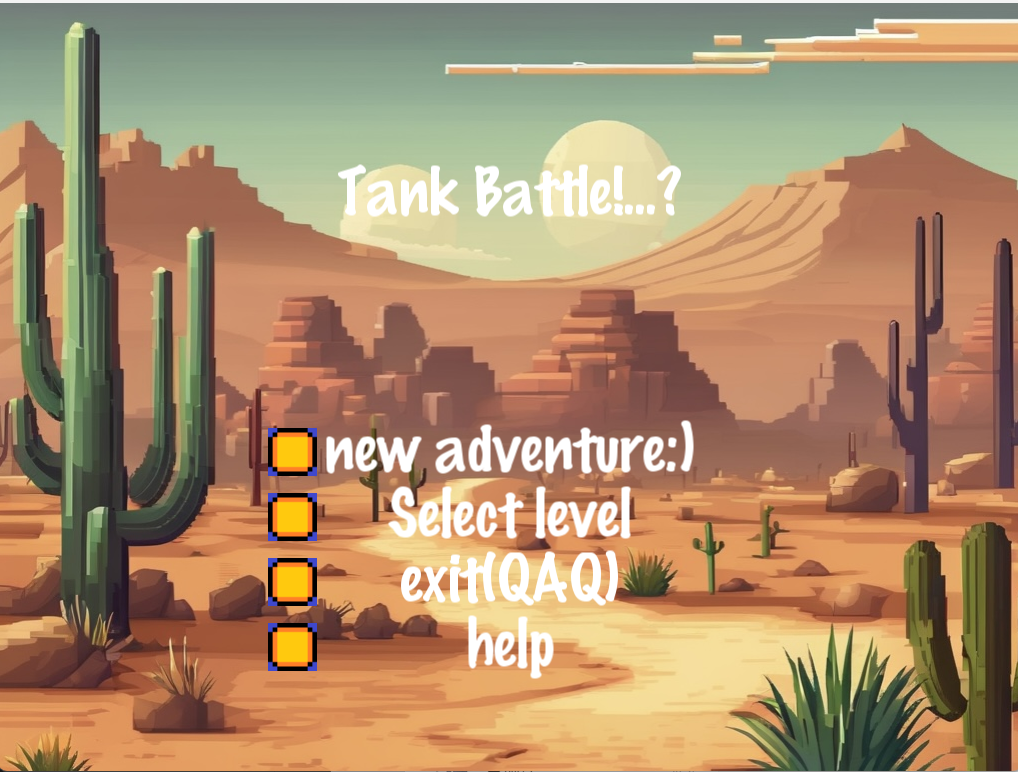 Tank Battle!...?
new adventure:)
Select level
exit(QAQ)
help